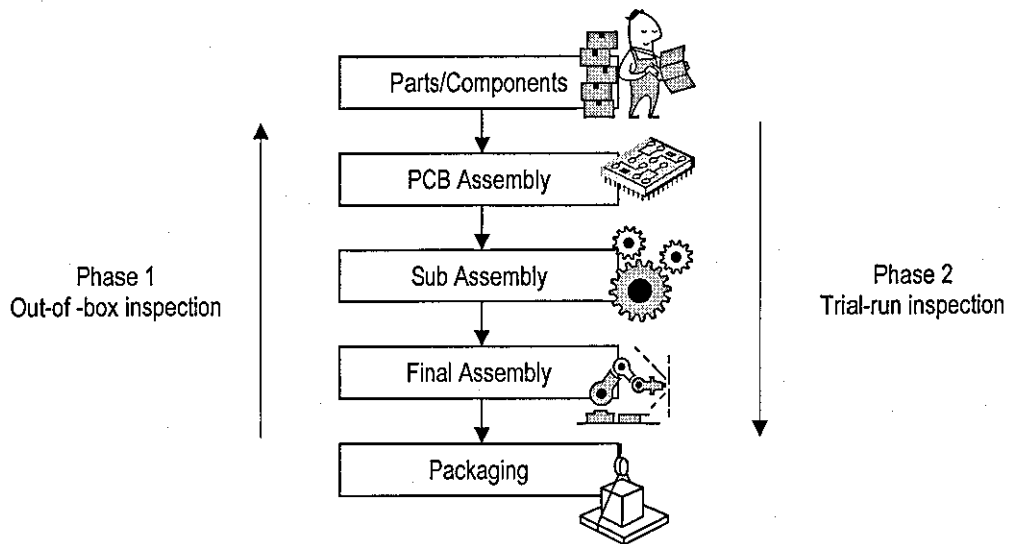 Parts/Components
PCB Assembly
Sub Assembly
Final Assembly
Packaging
Phase 1
Out-of -box inspection
Phase 2
Trial-run inspection